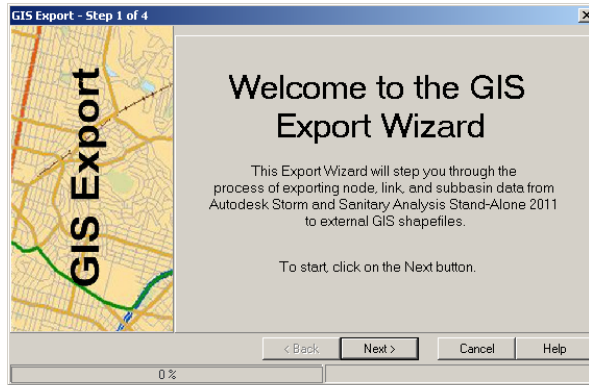 GIS Export - Step 1 of 4
GIS Export
Welcome to the GIS
Export Wizard
This Export Wizard will step you through the
process of exporting node, link, and subbasin data from
Autodesk Storm and Sanitary Analysis Stand-Alone 2011
to external GIS shapefiles.
To start, click on the Next button.
< Back Next > Cancel Help
0 %